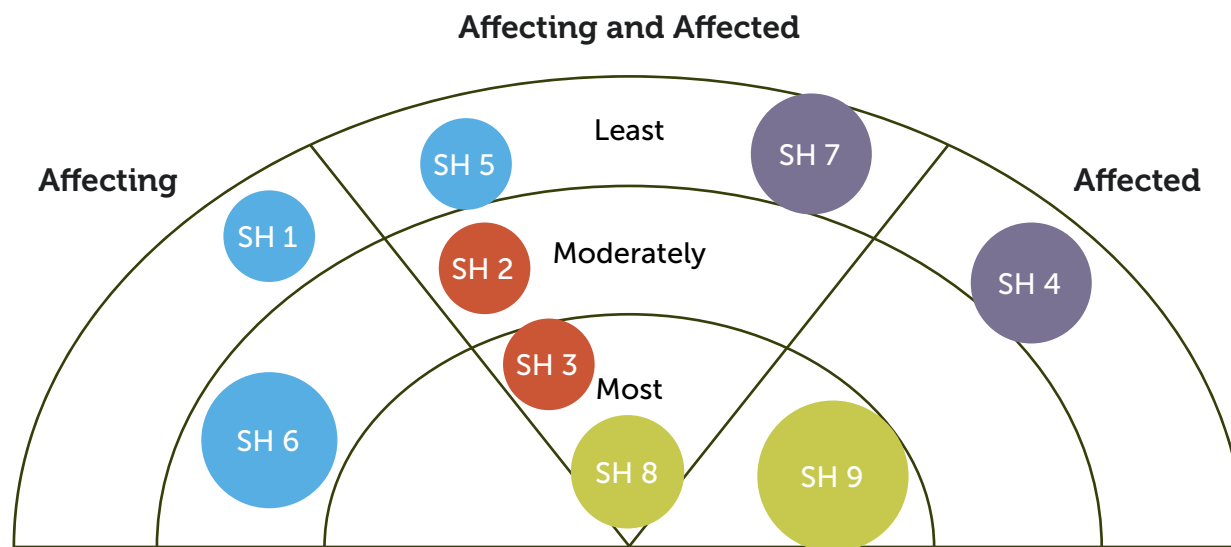 Affecting and Affected
Least
SH 7
SH 5
Affecting
Affected
SH 1
Moderately
SH 2
SH 4
SH 3
Most
SH 6
SH 8
SH 9